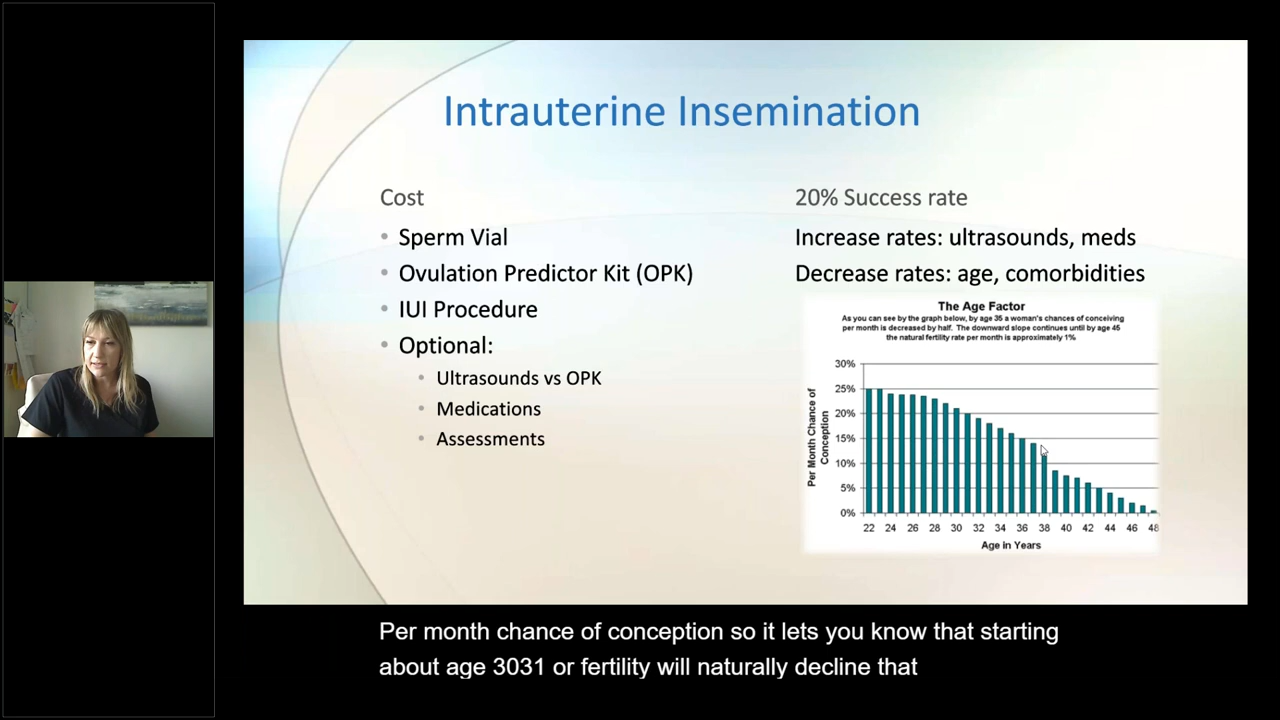 Intrauterine Insemination
Cost
• Sperm Vial
• Ovulation Predictor Kit (OPK)
• IUI Procedure
• Optional:
• Ultrasounds vs OPK
• Medications
• Assessments
20% Success rate
Increase rates: ultrasounds, meds
Decrease rates: age, comorbidities
The Age Factor
As you can see by the graph below, by age 35 a woman's chances of conceiving
per month is decreased by half. The downward slope continues until by age 45
the natural fertility rate per month is approximately 1%
Per Month Chance of
Conception
30%
25%
20%
15%
10%
5%
0%
22 24 26 28 30 32 34 36 38 40 42 44 46 48
Age in Years
Per month chance of conception so it lets you know that starting
about age 3031 or fertility will naturally decline that